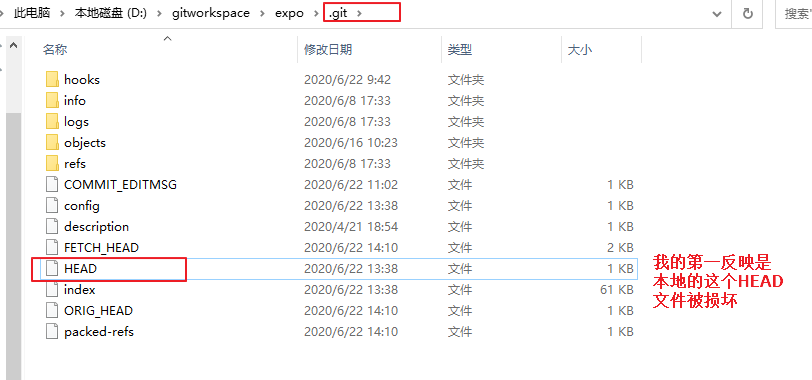 此电脑 > 本地磁盘 (D:) > gitworkspace > expo > .git >
搜索"
名称 修改日期 类型 大小
hooks 2020/6/22 9:42 文件夹
info 2020/6/8 17:33 文件夹
logs 2020/6/8 17:33 文件夹
objects 2020/6/16 10:23 文件夹
refs 2020/6/8 17:33 文件夹
COMMIT_EDITMSG 2020/6/22 11:02 文件 1 KB
config 2020/6/22 13:38 文件 1 KB
description 2020/4/21 18:54 文件 1 KB
FETCH_HEAD 2020/6/22 14:10 文件 2 KB
HEAD 2020/6/22 13:38 文件 1 KB
index 2020/6/22 13:38 文件 61 KB
ORIG_HEAD 2020/6/22 14:10 文件 1 KB
packed-refs 2020/6/22 14:10 文件 1 KB
我的第一反映是
本地的这个HEAD
文件被损坏